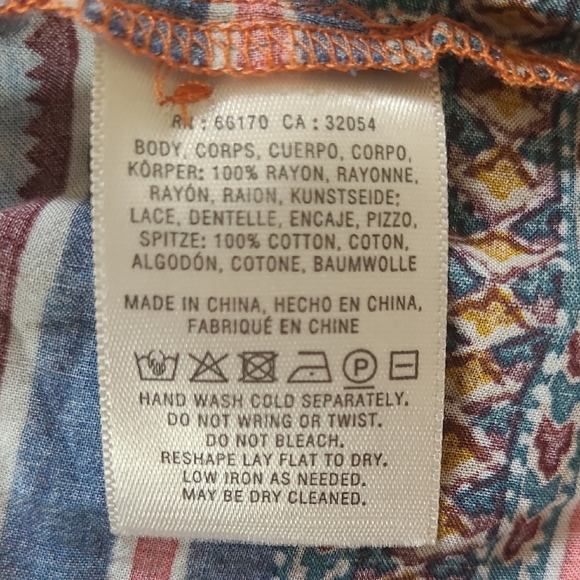 RN : 66170 CA : 32054
BODY, CORPS, CUERPO, CORPO,
KÖRPER: 100% RAYON, RAYONNE,
RAYÓN, RAION, KUNSTSEIDE;
LACE, DENTELLE, ENCAJE, PIZZO,
SPITZE: 100% COTTON, COTON,
ALGODÓN, COTONE, BAUMWOLLE
MADE IN CHINA, HECHO EN CHINA,
FABRIQUÉ EN CHINE
P
HAND WASH COLD SEPARATELY.
DO NOT WRING OR TWIST.
DO NOT BLEACH.
RESHAPE LAY FLAT TO DRY.
LOW IRON AS NEEDED.
MAY BE DRY CLEANED.